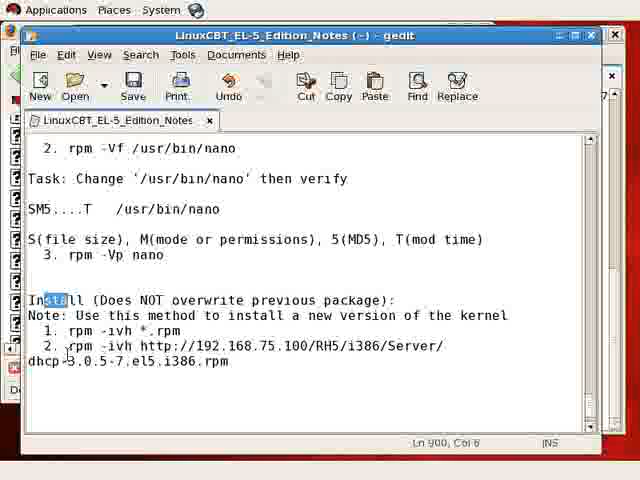 Applications Places System
LinuxCBT_EL-5_Edition_Notes (~) - gedit
File Edit View Search Tools Documents Help
New Open Save Print. Undo Cut Copy Paste Find Replace
LinuxCBT_EL-5_Edition_Notes
2. rpm -Vf /usr/bin/nano
Task: Change '/usr/bin/nano' then verify
SM5....T /usr/bin/nano
S(file size), M(mode or permissions), 5(MD5), T(mod time)
3. rpm -Vp nano
Install (Does NOT overwrite previous package):
Note: Use this method to install a new version of the kernel
1. rpm -ivh *.rpm
2. rpm -ivh http://192.168.75.100/RH5/i386/Server/
dhcp-3.0.5-7.el5.i386.rpm
Ln 900, Col 6 INS